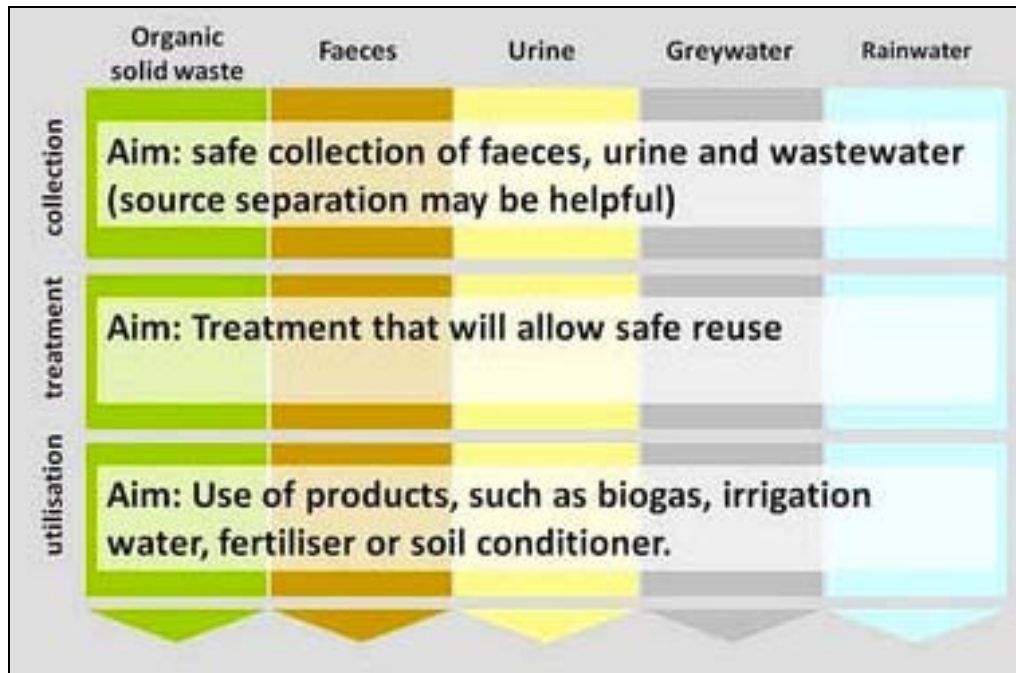 Organic
solid waste
Faeces
Urine
Greywater
Rainwater
collection
Aim: safe collection of faeces, urine and wastewater
(source separation may be helpful)
treatment
Aim: Treatment that will allow safe reuse
utilisation
Aim: Use of products, such as biogas, irrigation
water, fertiliser or soil conditioner.